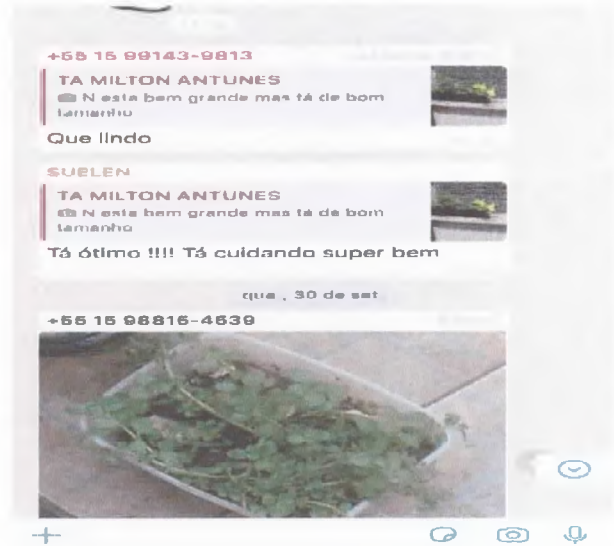 +55 15 99143-9813
TA MILTON ANTUNES
N esta bem grande mas tá de bom
tamanho
Que lindo
SUELEN
TA MILTON ANTUNES
N esta bem grande mas tá de bom
tamanho
Tá ótimo !!!! Tá cuidando super bem
qua , 30 de set
+55 15 98815-4539